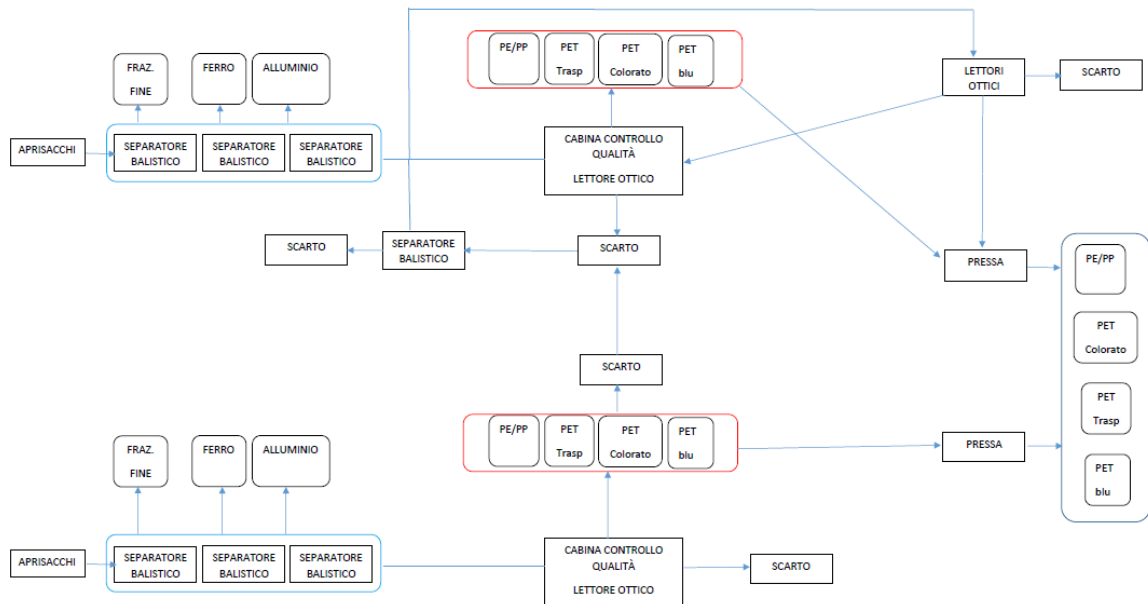 PE/PP
PET
Trasp
PET
Colorato
PET
blu
FRAZ.
FINE
FERRO
ALLUMINIO
LETTORI
OTTICI
SCARTO
APRISACCHI
SEPARATORE
BALISTICO
SEPARATORE
BALISTICO
SEPARATORE
BALISTICO
CABINA CONTROLLO
QUALITÀ
LETTORE OTTICO
SCARTO
SEPARATORE
BALISTICO
SCARTO
PRESSA
PE/PP
PET
Colorato
PET
Trasp
PET
blu
SCARTO
PE/PP
PET
Trasp
PET
Colorato
PET
blu
PRESSA
FRAZ.
FINE
FERRO
ALLUMINIO
APRISACCHI
SEPARATORE
BALISTICO
SEPARATORE
BALISTICO
SEPARATORE
BALISTICO
CABINA CONTROLLO
QUALITÀ
LETTORE OTTICO
SCARTO